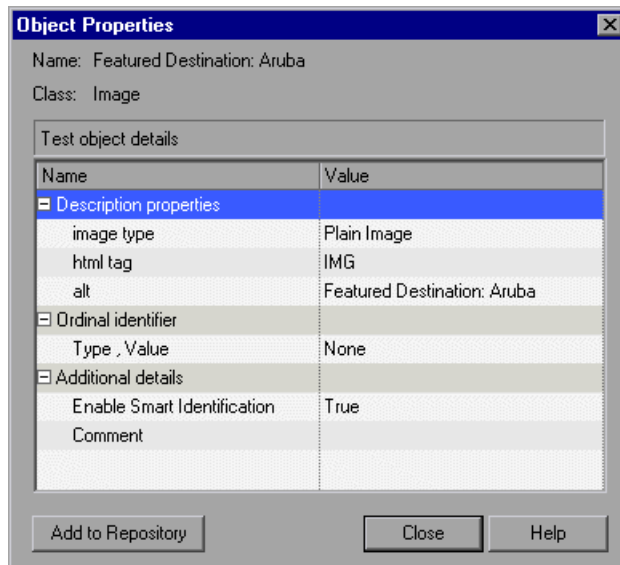 Object Properties
Name: Featured Destination: Aruba
Class: Image
Test object details
Name Value
Description properties
image type Plain Image
html tag IMG
alt Featured Destination: Aruba
Ordinal identifier
Type , Value None
Additional details
Enable Smart Identification True
Comment
Add to Repository Close Help